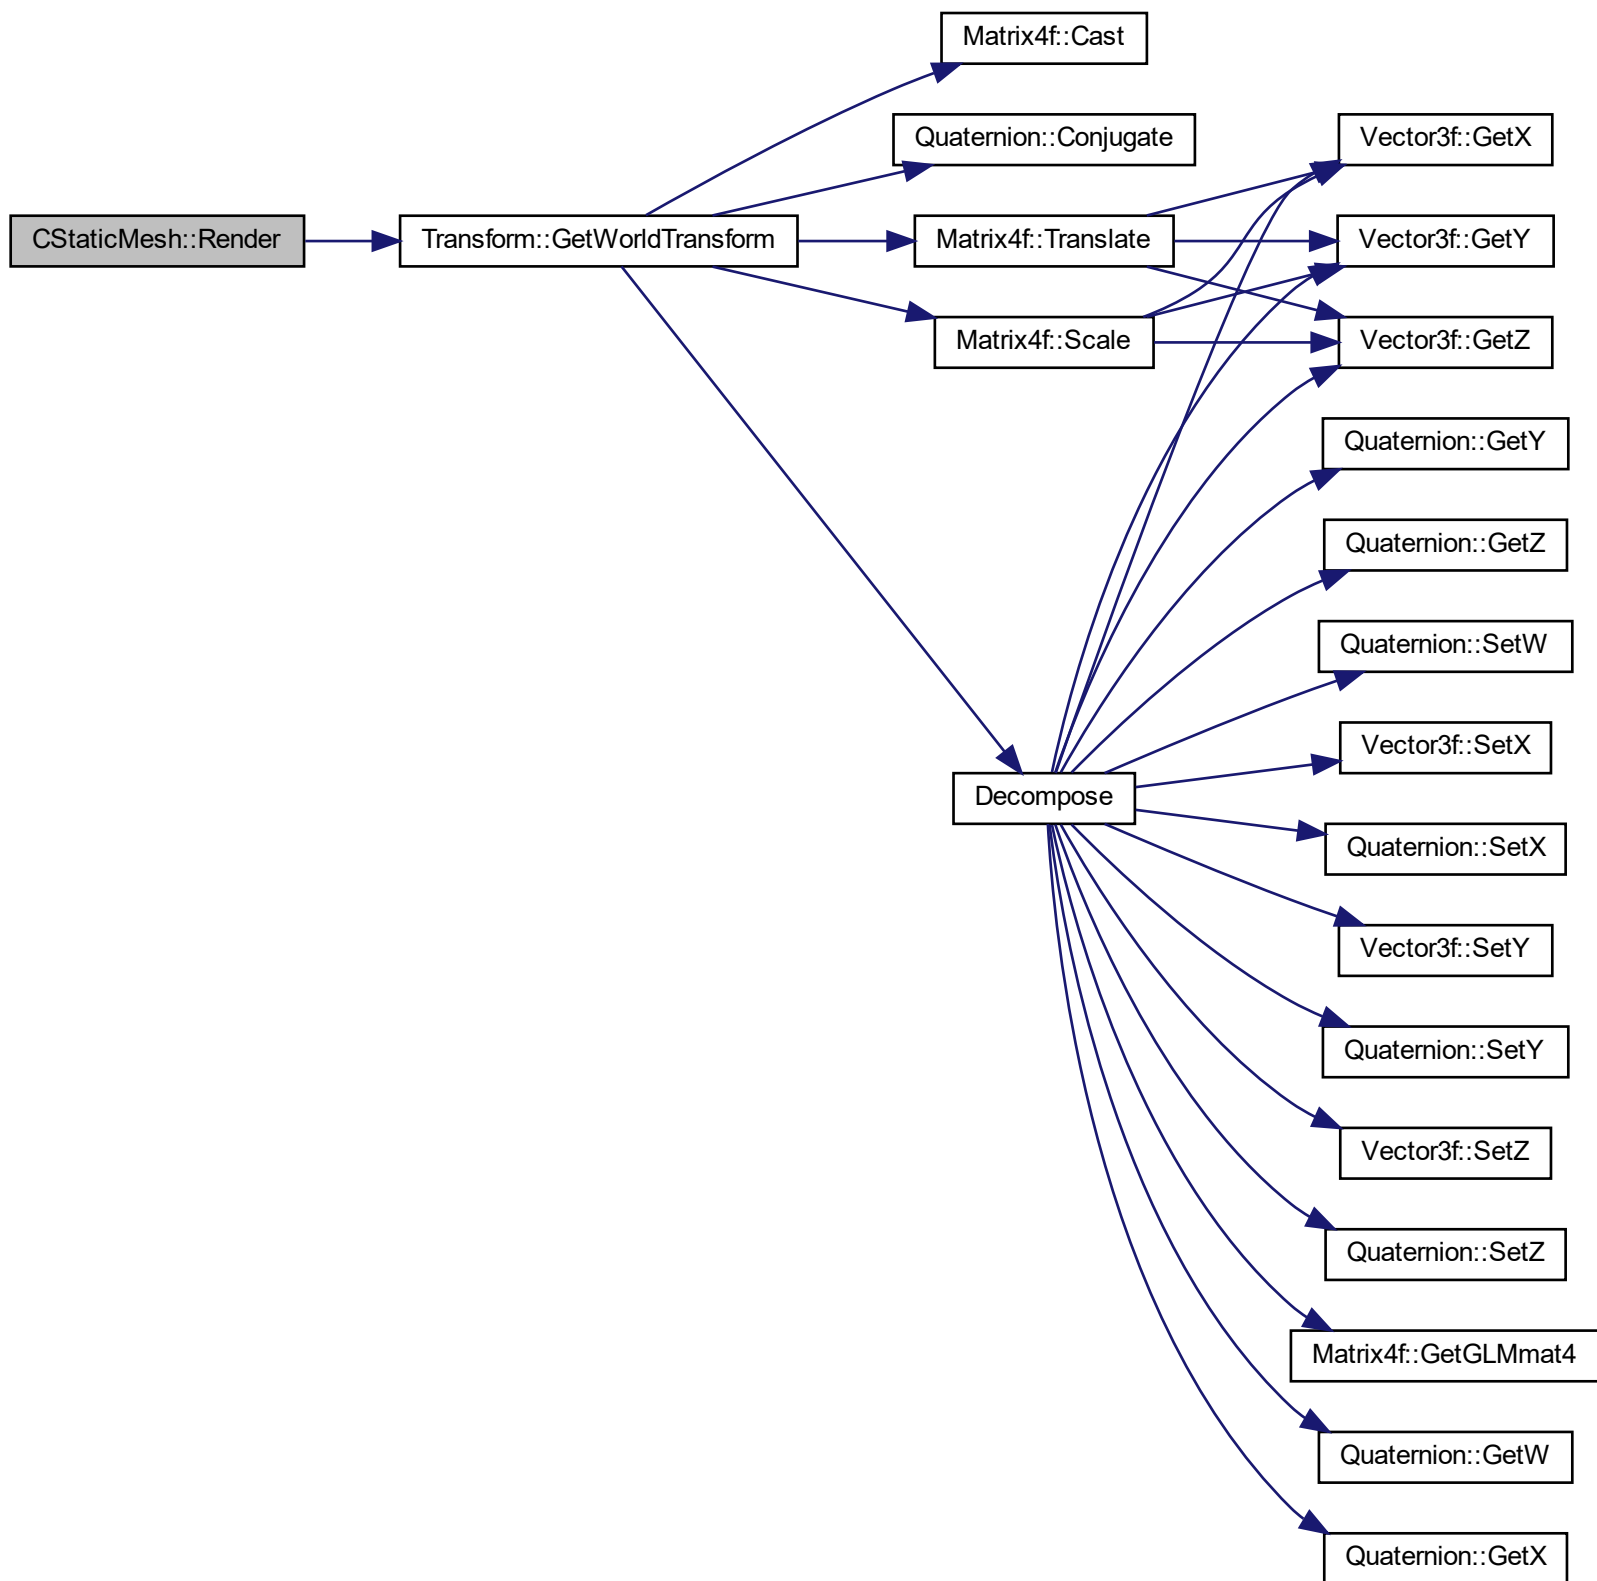 Matrix4f::Cast
Quaternion::Conjugate
Vector3f::GetX
CStaticMesh::Render
Transform::GetWorldTransform
Matrix4f::Translate
Vector3f::GetY
Matrix4f::Scale
Vector3f::GetZ
Quaternion::GetY
Quaternion::GetZ
Quaternion::SetW
Vector3f::SetX
Decompose
Quaternion::SetX
Vector3f::SetY
Quaternion::SetY
Vector3f::SetZ
Quaternion::SetZ
Matrix4f::GetGLMmat4
Quaternion::GetW
Quaternion::GetX